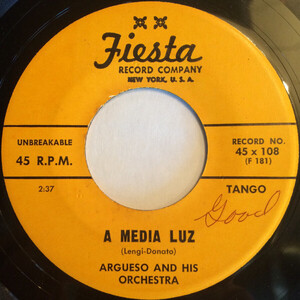 Fiesta
RECORD COMPANY
NEW YORK, U. S. A.
UNBREAKABLE
45 R.P.M.
RECORD NO.
45 x 108
(F 181)
2:37
TANGO
Good
A MEDIA LUZ
(Lengi-Donato)
ARGUESO AND HIS
ORCHESTRA